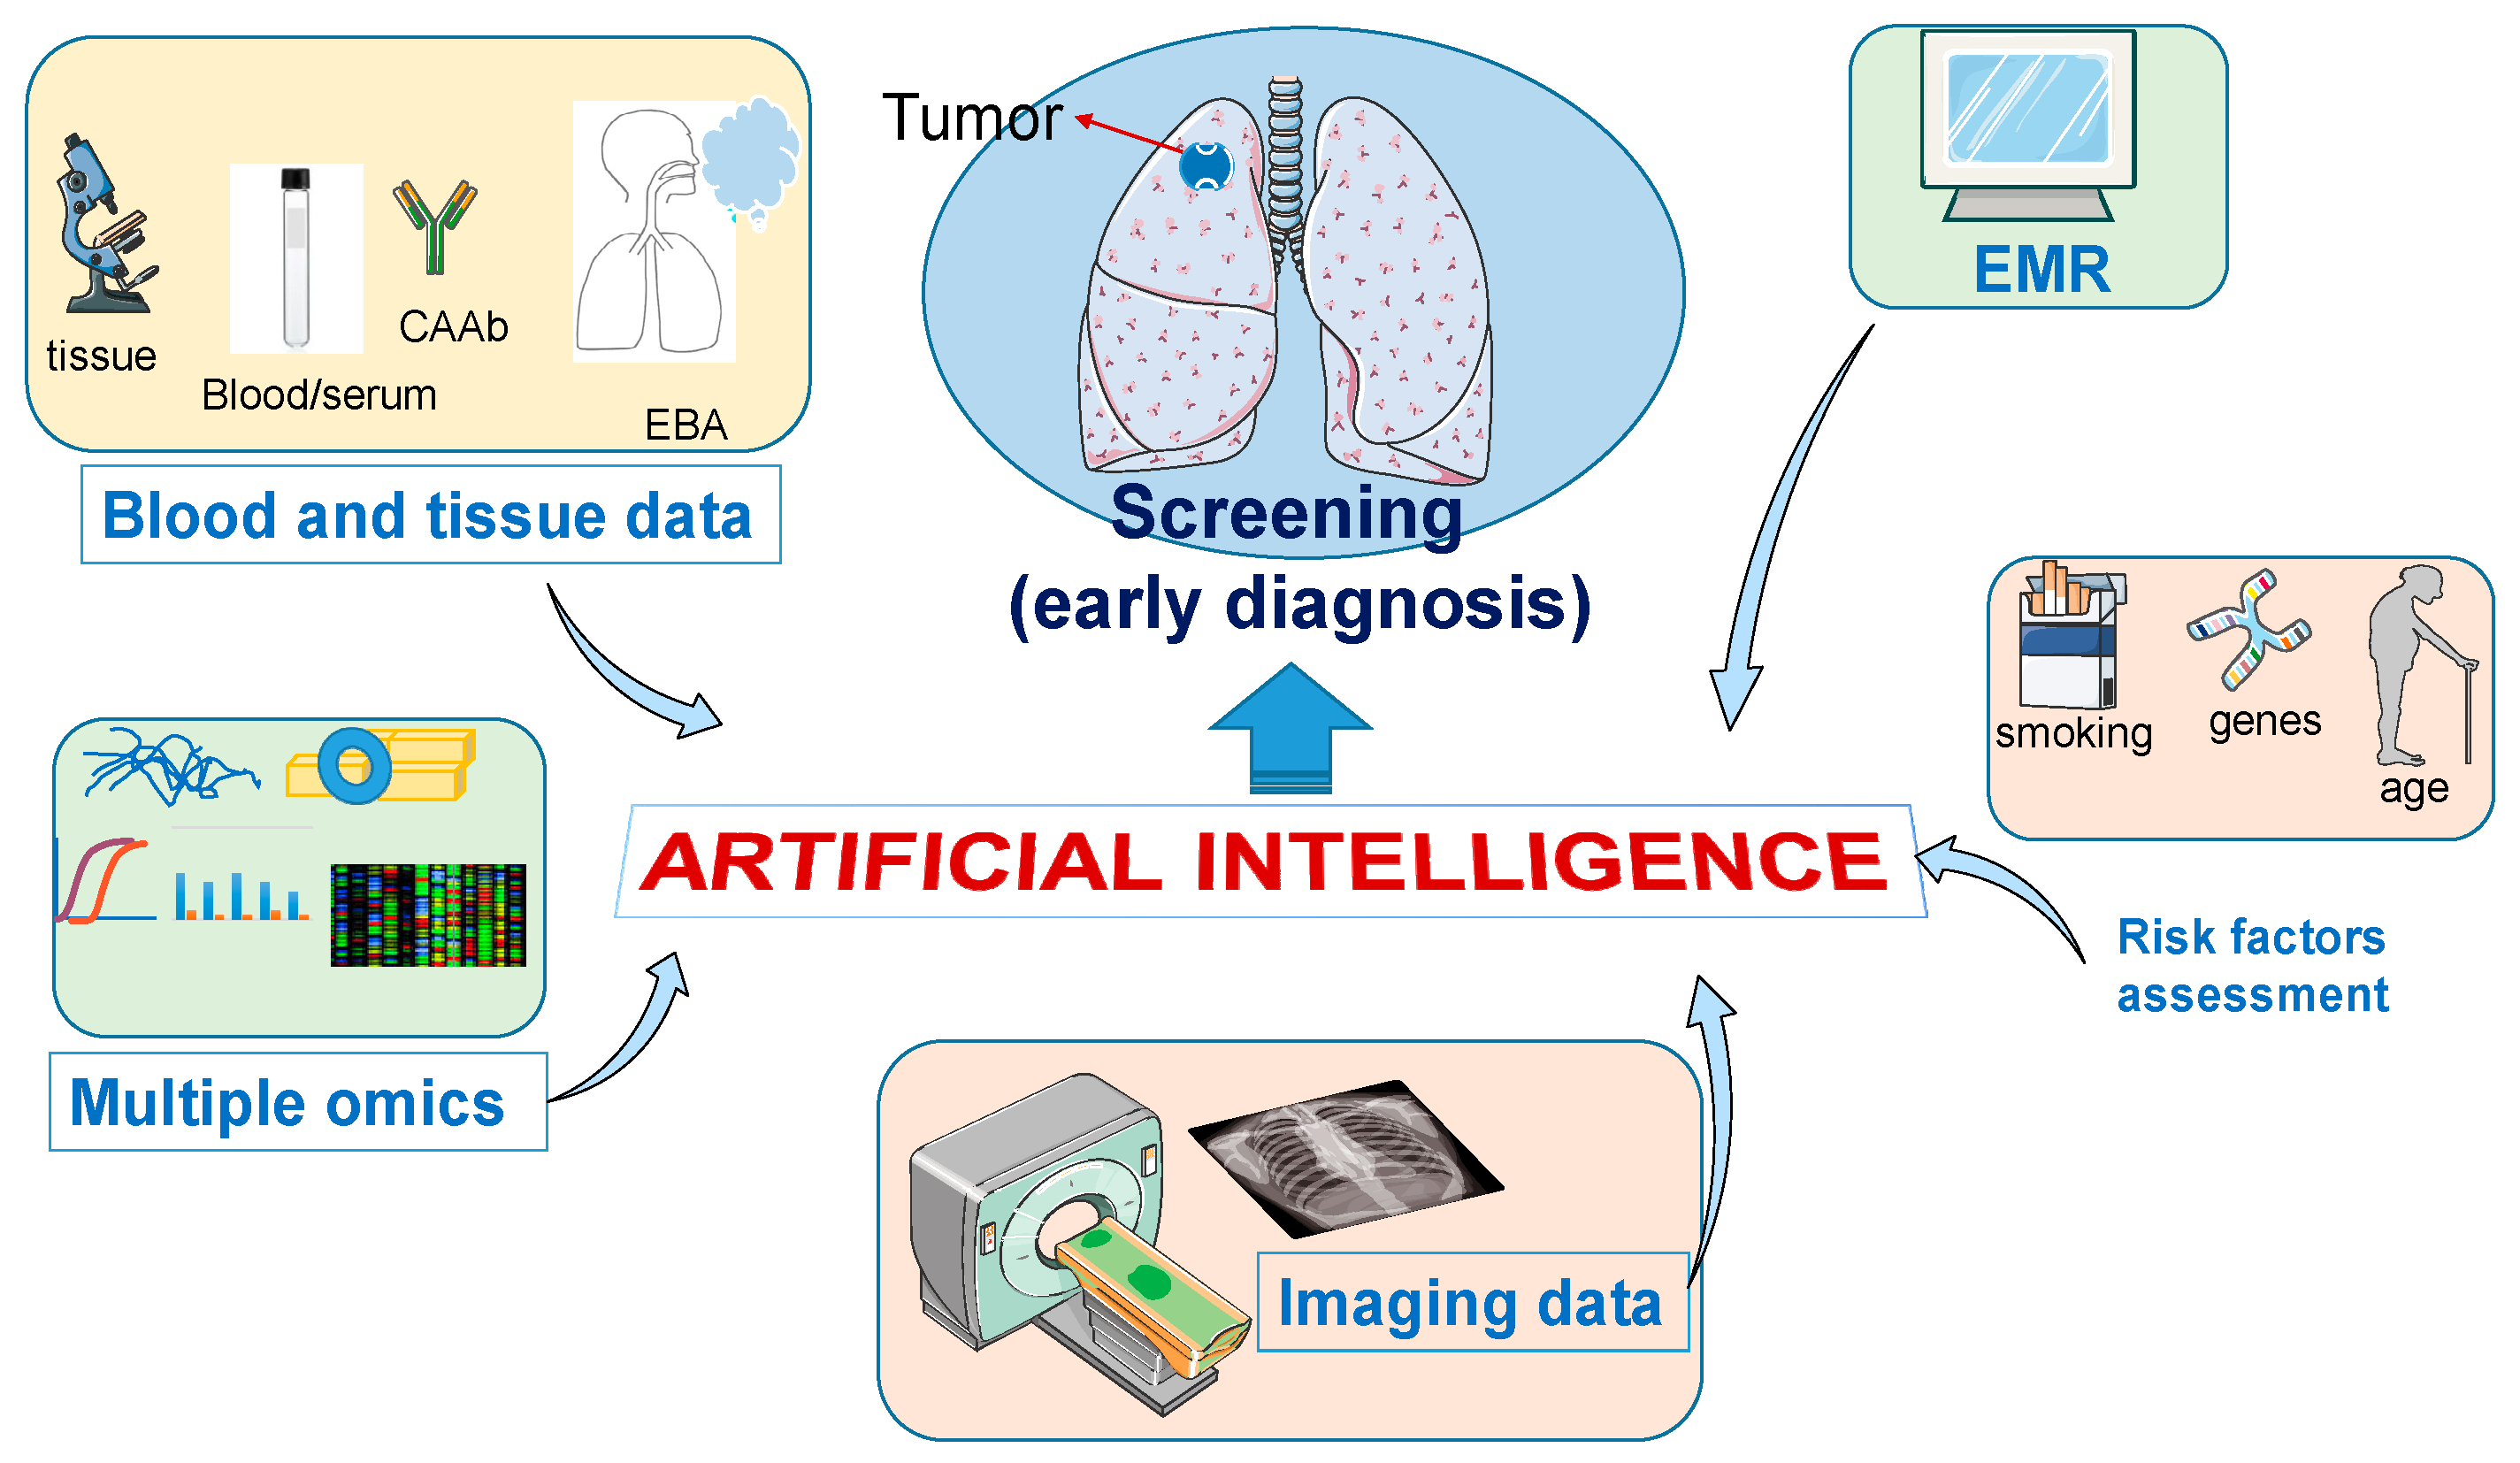 tissue
Blood/serum
CAAb
EBA
Blood and tissue data
Tumor
Screening
(early diagnosis)
EMR
smoking
genes
age
Risk factors
assessment
ARTIFICIAL INTELLIGENCE
Multiple omics
Imaging data